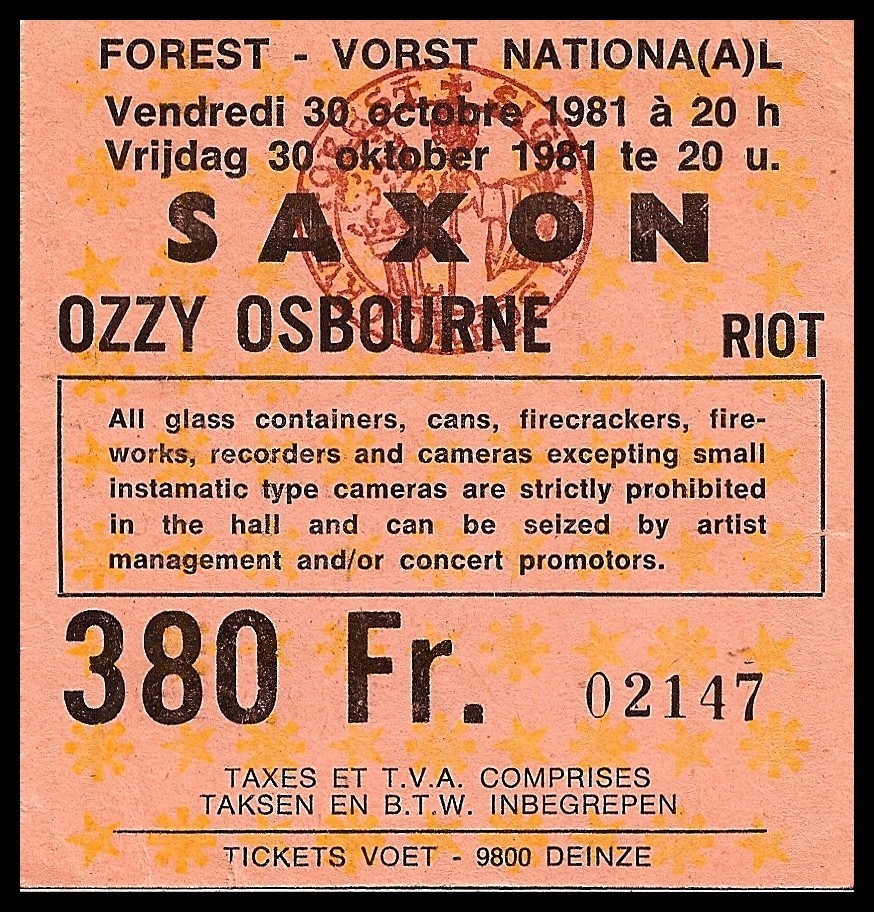 FOREST - VORST NATIONA(A)L
Vendredi 30 octobre 1981 à 20 h
Vrijdag 30 oktober 1981 te 20 u.
SAXON
OZZY OSBOURNE RIOT
All glass containers, cans, firecrackers, fire-
works, recorders and cameras excepting small
instamatic type cameras are strictly prohibited
in the hall and can be seized by artist
management and/or concert promotors.
380 Fr. 02147
TAXES ET T.V.A. COMPRISES
TAKSEN EN B.T.W. INBEGREPEN
TICKETS VOET - 9800 DEINZE